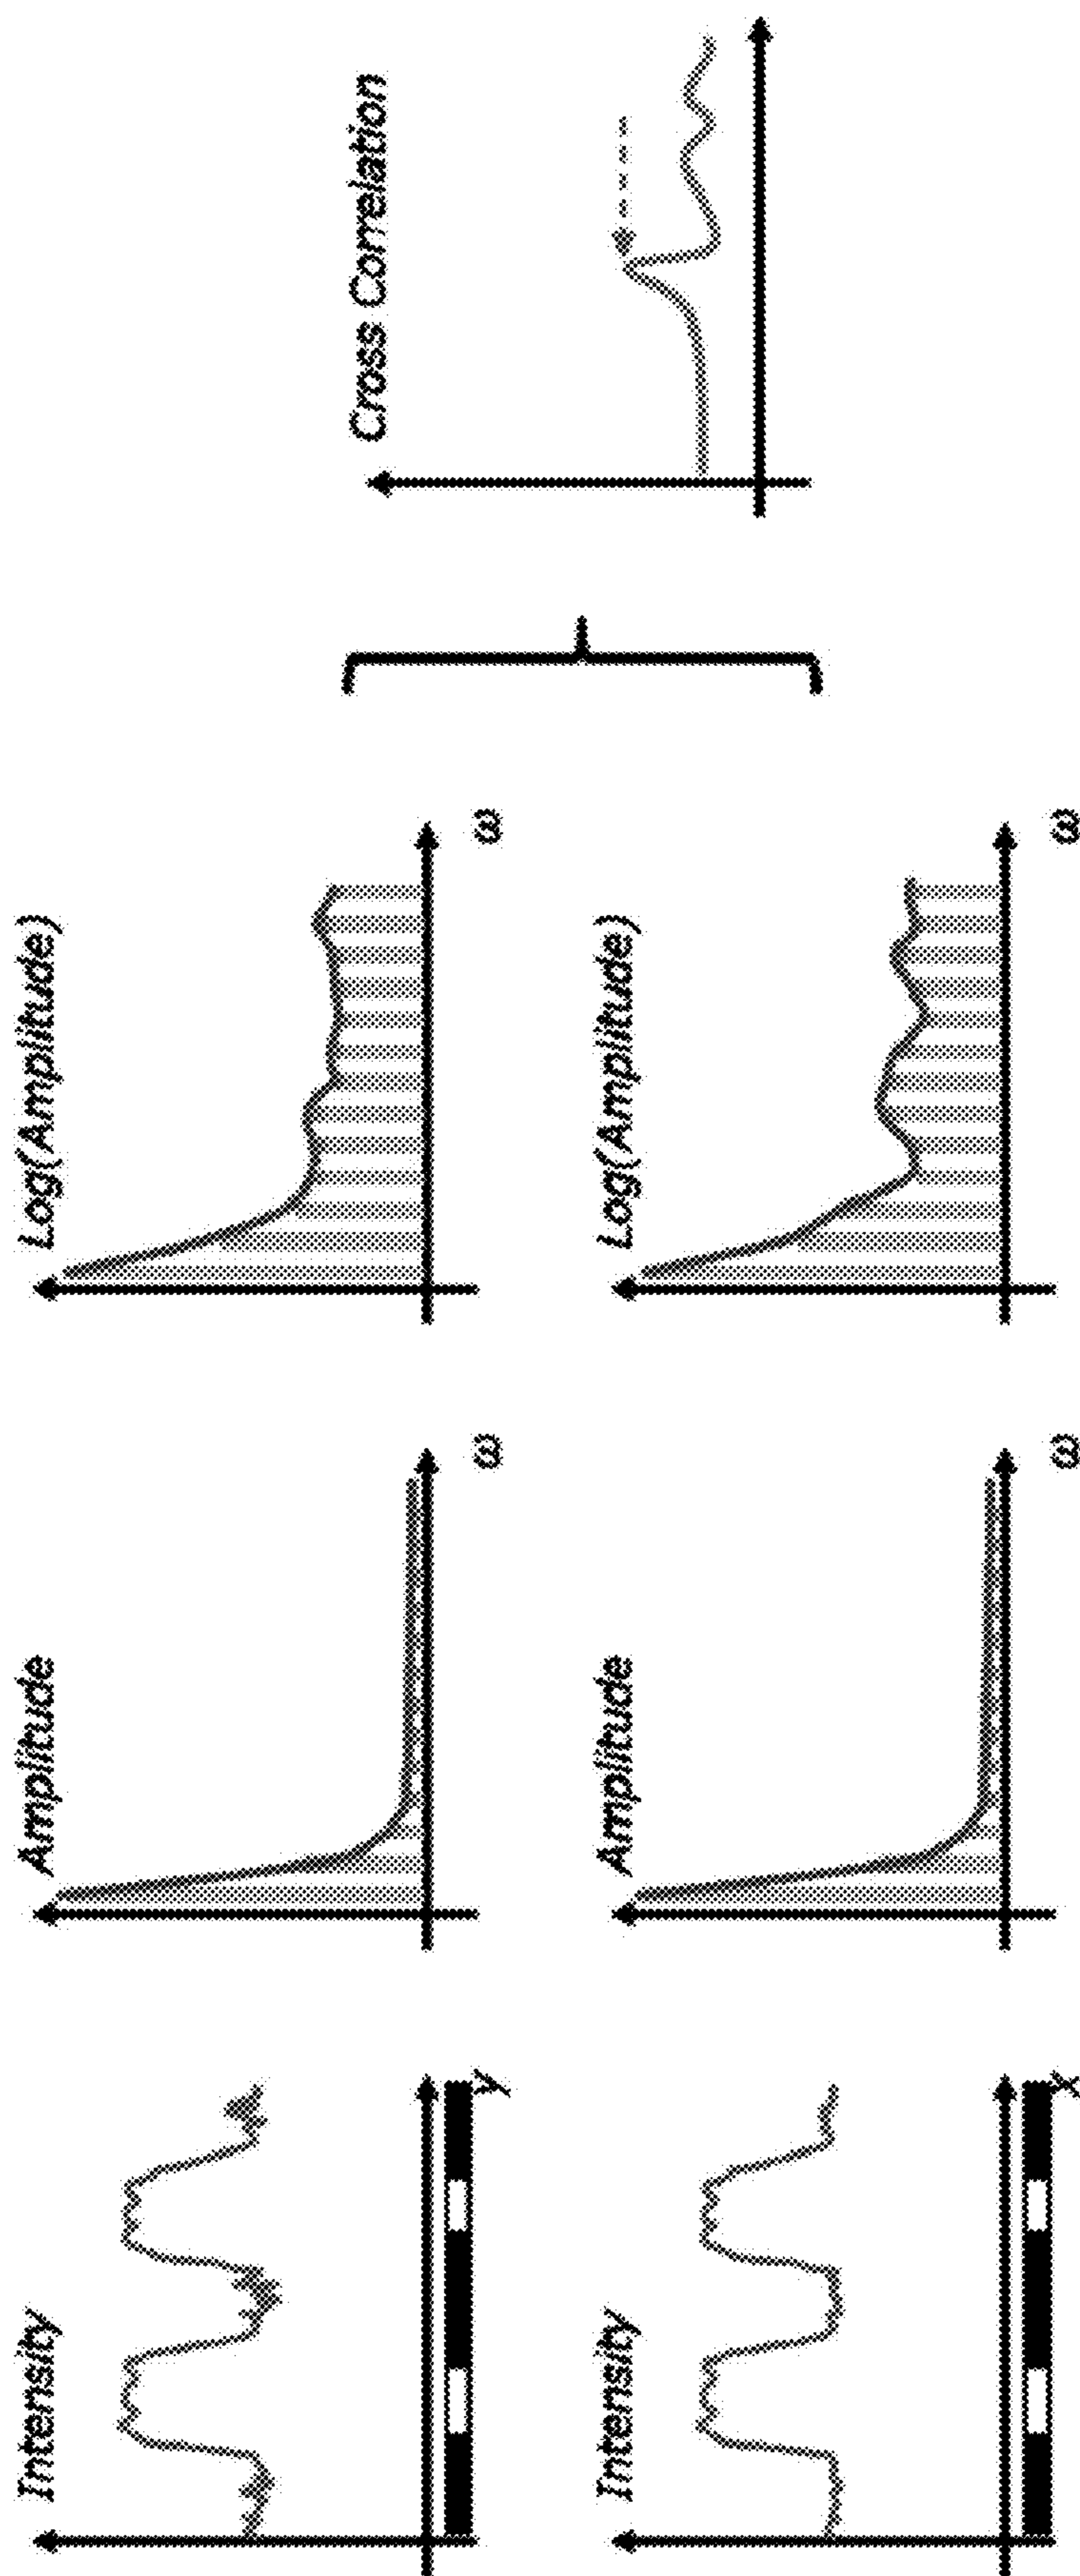 Intensity
y
Amplitude
ω
Log(Amplitude)
ω
Intensity
x
Amplitude
ω
Log(Amplitude)
ω
Cross Correlation